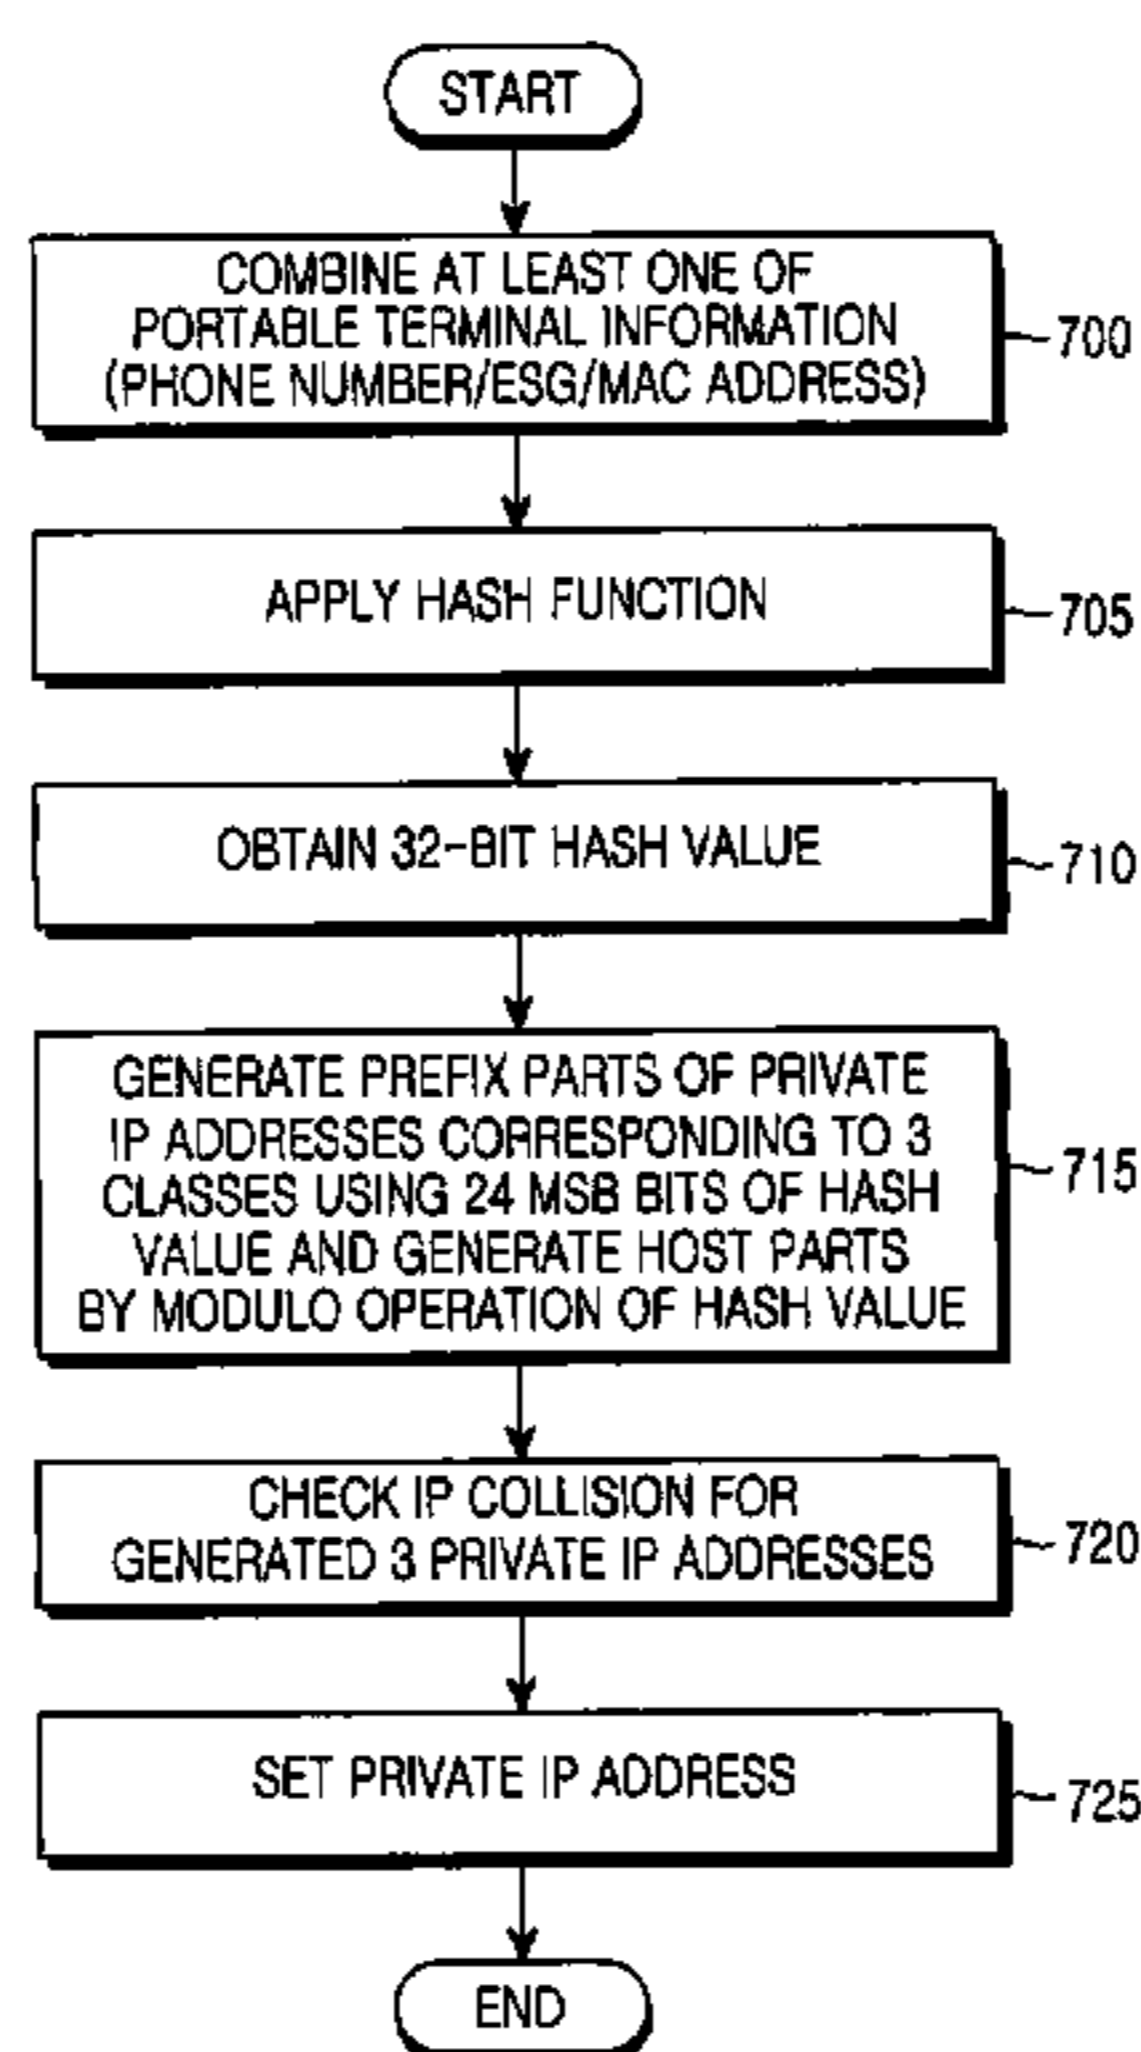 START
COMBINE AT LEAST ONE OF
PORTABLE TERMINAL INFORMATION
(PHONE NUMBER/ESG/MAC ADDRESS)
700
APPLY HASH FUNCTION
705
OBTAIN 32-BIT HASH VALUE
710
GENERATE PREFIX PARTS OF PRIVATE
IP ADDRESSES CORRESPONDING TO 3
CLASSES USING 24 MSB BITS OF HASH
VALUE AND GENERATE HOST PARTS
BY MODULO OPERATION OF HASH VALUE
715
CHECK IP COLLISION FOR
GENERATED 3 PRIVATE IP ADDRESSES
720
SET PRIVATE IP ADDRESS
725
END